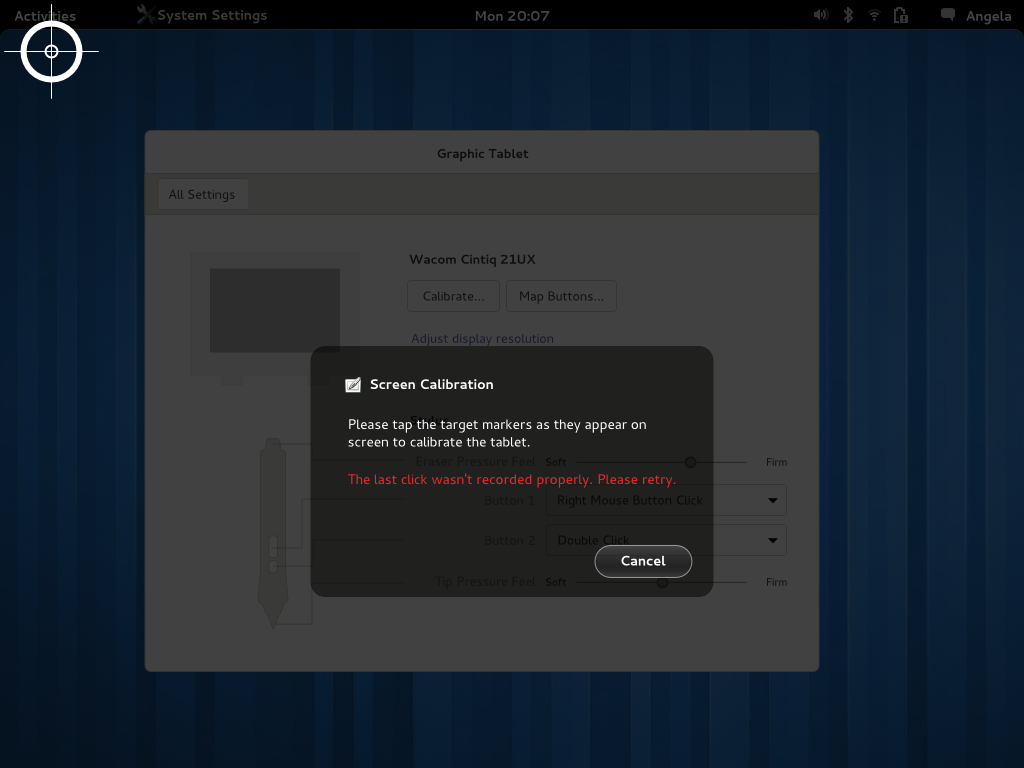 Activities System Settings Mon 20:07 Angela
Graphic Tablet
All Settings
Wacom Cintiq 21UX
Calibrate... Map Buttons...
Adjust display resolution
Screen Calibration
Stylus
Please tap the target markers as they appear on
screen to calibrate the tablet.
Eraser Pressure Feel Soft Firm
The last click wasn't recorded properly. Please retry.
Button 1 Right Mouse Button Click
Button 2 Double Click
Cancel
Tip Pressure Feel Soft Firm